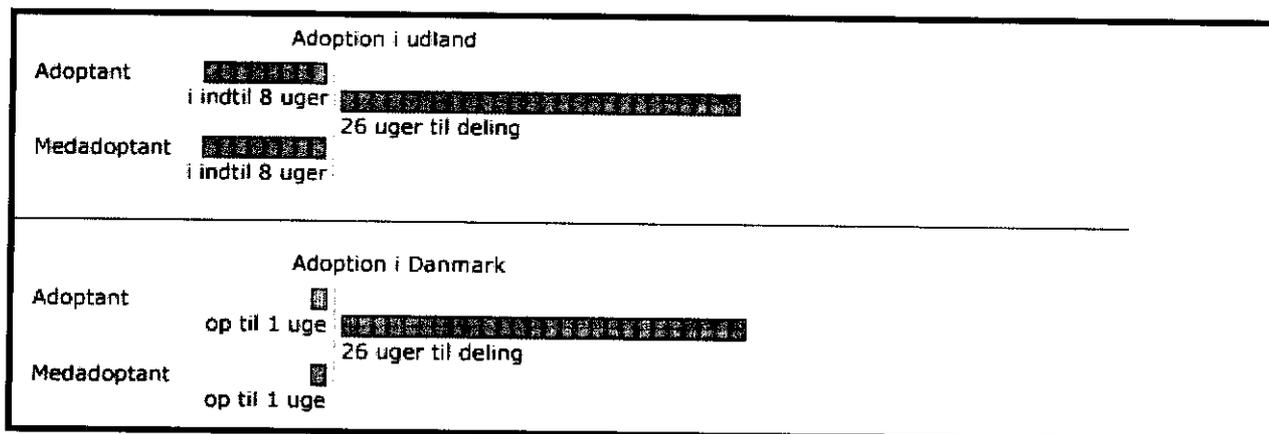 Adoption i udland
Adoptant
i indtil 8 uger
26 uger til deling
Medadoptant
i indtil 8 uger
Adoption i Danmark
Adoptant
op til 1 uge
26 uger til deling
Medadoptant
op til 1 uge